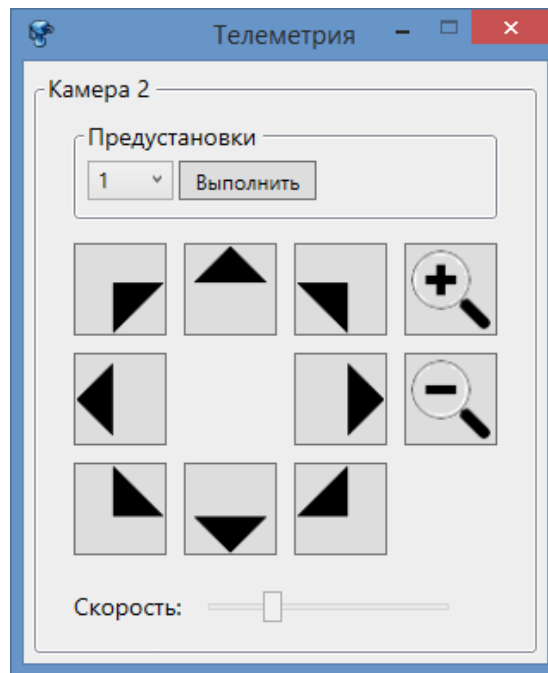 Телеметрия
Камера 2
Предустановки
1
Выполнить
Скорость: